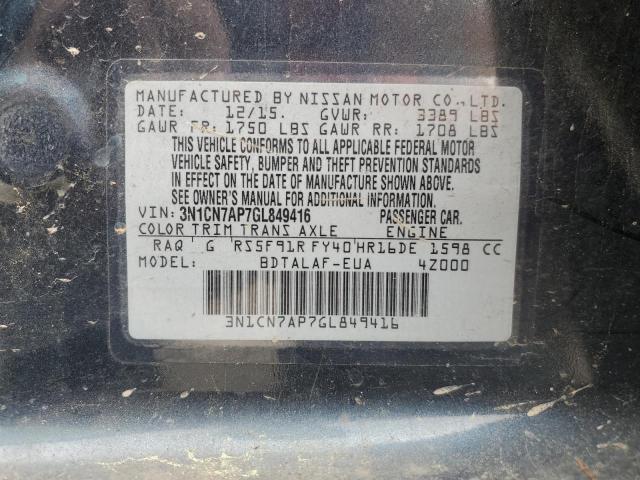 MANUFACTURED BY NISSAN MOTOR CO., LTD.
DATE: 12/15. GVWR: 3389 LBS
GAWR FR: 1750 LBS GAWR RR: 1708 LBS
THIS VEHICLE CONFORMS TO ALL APPLICABLE FEDERAL MOTOR
VEHICLE SAFETY, BUMPER AND THEFT PREVENTION STANDARDS
IN EFFECT ON THE DATE OF MANUFACTURE SHOWN ABOVE.
SEE OWNER'S MANUAL FOR ADDITIONAL INFORMATION.
VIN: 3N1CN7AP7GL849416 PASSENGER CAR.
COLOR TRIM TRANS AXLE ENGINE
RAQ G RS5F91R FY40 HR16DE 1598 CC
MODEL: BDTALAF-EUA 4Z000
3N1CN7AP7GL849416